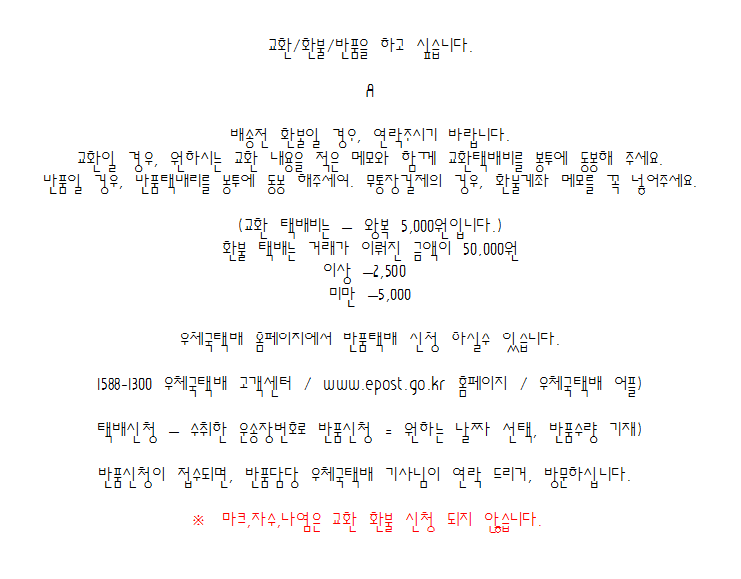 교환/환불/반품을 하고 싶습니다.
A
배송전 환불일 경우, 연락주시기 바랍니다.
교환일 경우, 원하시는 교환 내용을 적은 메모와 함께 교환택배비를 봉투에 동봉해 주세요.
반품일 경우, 반품택배비를 봉투에 동봉 해주세여. 무통장결제의 경우, 환불계좌 메모를 꼭 넣어주세요.
(교환 택배비는 – 왕복 5,000원입니다.)
환불 택배는 거래가 이뤄진 금액이 50,000원
이상 –2,500
미만 –5,000
우체국택배 홈페이지에서 반품택배 신청 하실수 있습니다.
1588-1300 우체국택배 고객센터 / www.epost.go.kr 홈페이지 / 우체국택배 어플)
택배신청 – 수취한 운송장번호로 반품신청 = 원하는 날짜 선택, 반품수량 기재)
반품신청이 접수되면, 반품담당 우체국택배 기사님이 연락 드리거, 방문하십니다.
※ 마크,자수,나염은 교환 환불 신청 되지 않습니다.